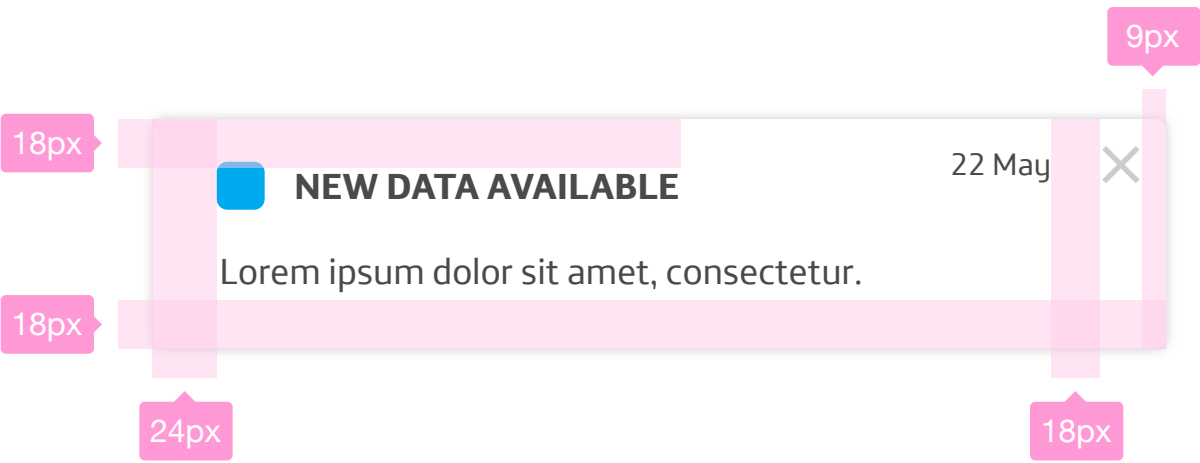 9px
18px
22 May
NEW DATA AVAILABLE
Lorem ipsum dolor sit amet, consectetur.
18px
24px
18px